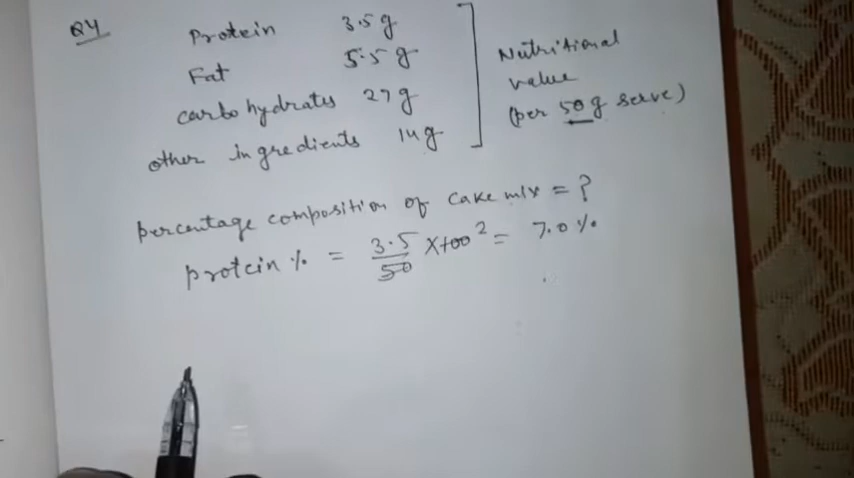 Q4
Protein 3.5 g
Fat 5.5 g
carbohydrates 27 g
other ingredients 14 g
Nutritional
value
(per 50 g serve)
percentage composition of cake mix = ?
protein % = 3.5/50 x 100 2 = 7.0 %